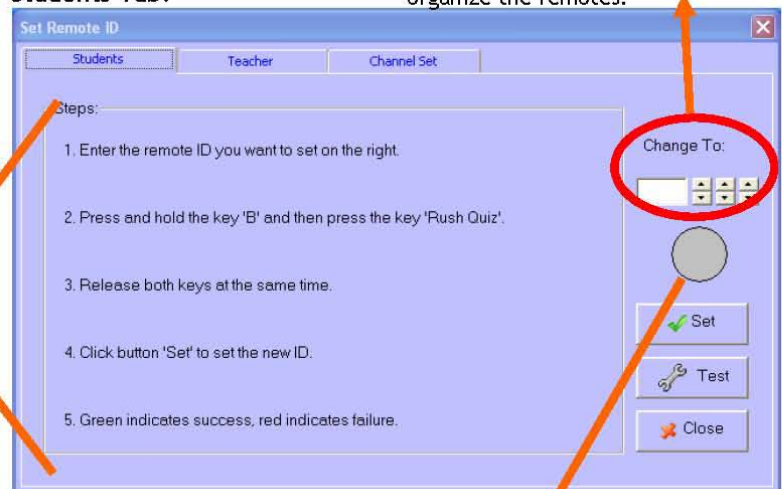 Students Tab:
organize the remotes.
Set Remote ID
Students
Teacher
Channel Set
Steps:
1. Enter the remote ID you want to set on the right.
2. Press and hold the key 'B' and then press the key 'Rush Quiz'.
3. Release both keys at the same time.
4. Click button 'Set' to set the new ID.
5. Green indicates success, red indicates failure.
Change To:
Set
Test
Close